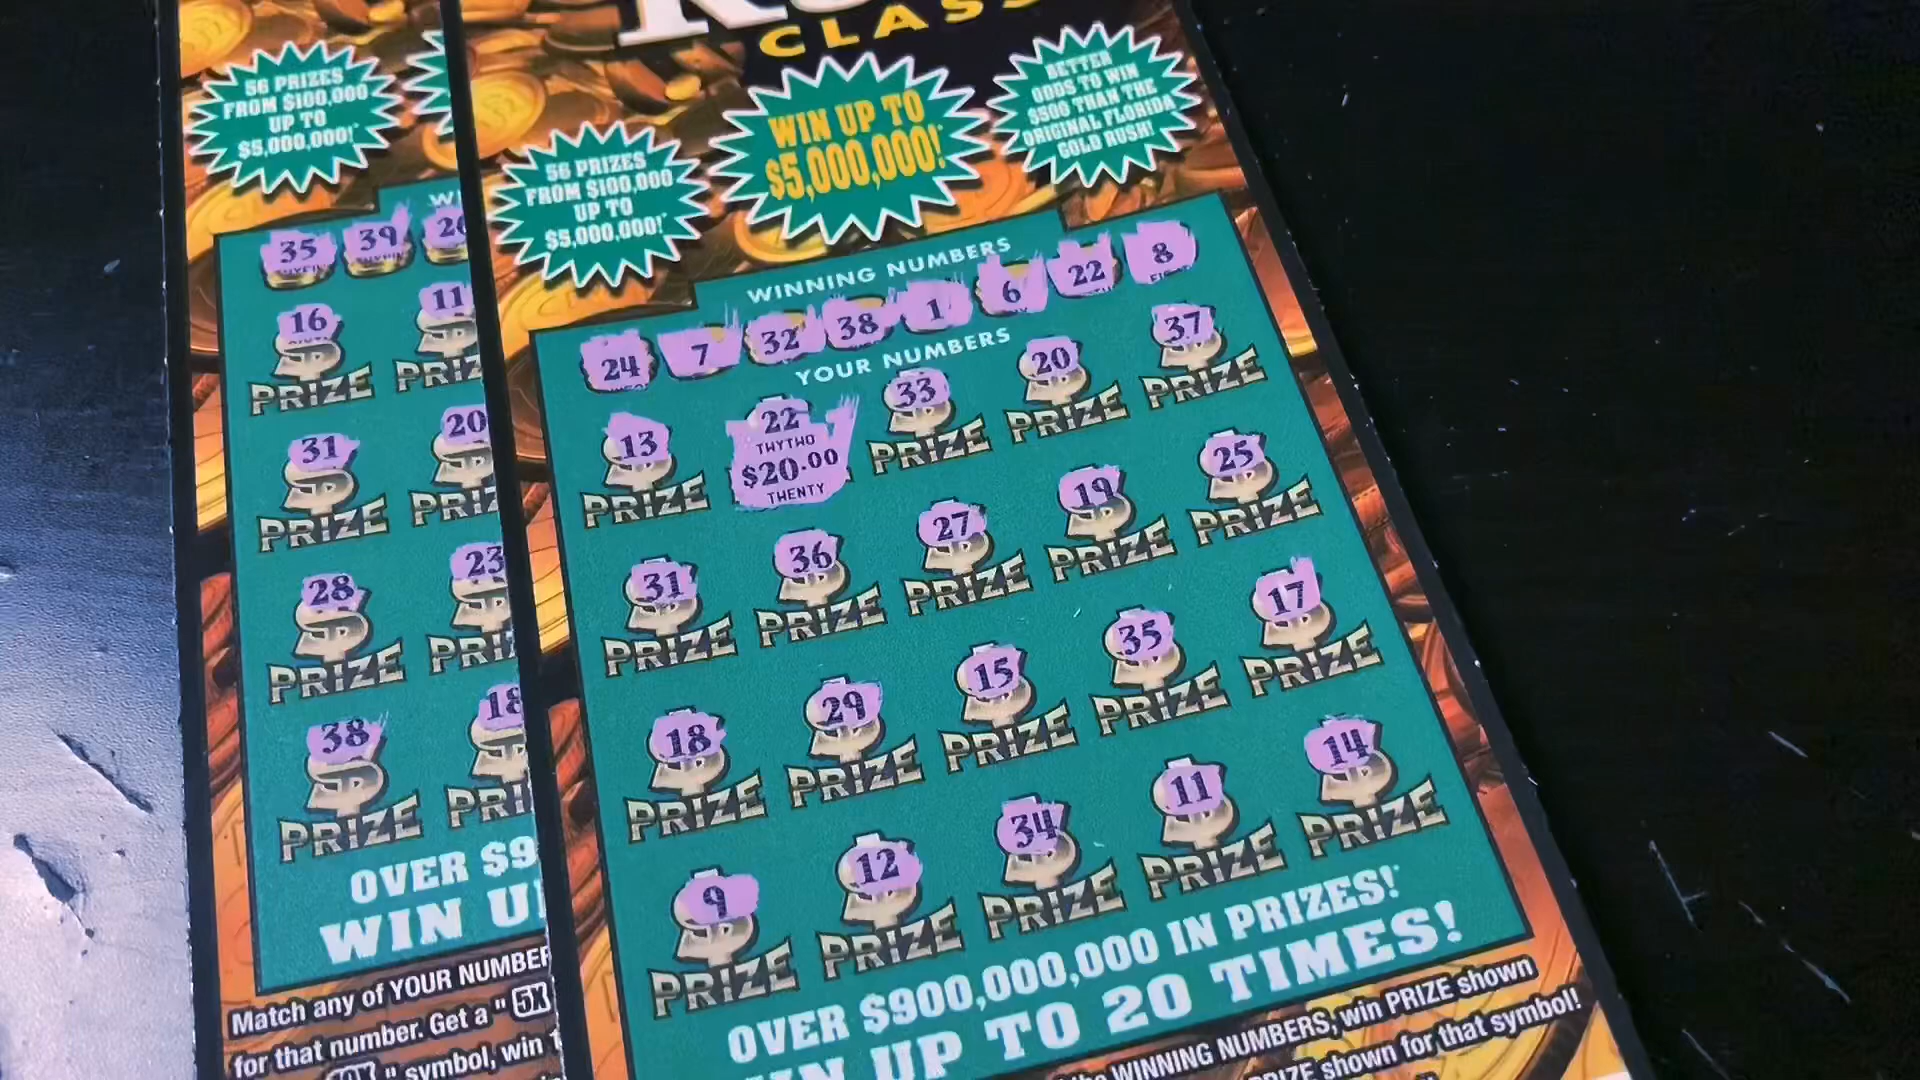 56 PRIZES
FROM $100,000
UP TO
$5,000,000!*
35 39
16 11
PRIZE
31 20
PRIZE
28 23
PRIZE
38 18
PRIZE
OVER $9
WIN U
Match any of YOUR NUMBER
for that number. Get a "5X
10X" symbol, win
CLASS
56 PRIZES
FROM $100,000
UP TO
$5,000,000!*
WIN UP TO
$5,000,000!*
BETTER
ODDS TO WIN
$500 THAN THE
ORIGINAL FLORIDA
GOLD RUSH!
WINNING NUMBERS
24 7 32 38 1 6 22 8
YOUR NUMBERS
13 22 33 20 37
TWYTWO
$20.00
TWENTY
PRIZE PRIZE PRIZE PRIZE
31 36 27 19 25
PRIZE PRIZE PRIZE PRIZE PRIZE
18 29 15 35 17
PRIZE PRIZE PRIZE PRIZE PRIZE
9 12 34 11 14
PRIZE PRIZE PRIZE PRIZE PRIZE
OVER $900,000,000 IN PRIZES!*
UP TO 20 TIMES!
WINNING NUMBERS, win PRIZE shown
PRIZE shown for that symbol!